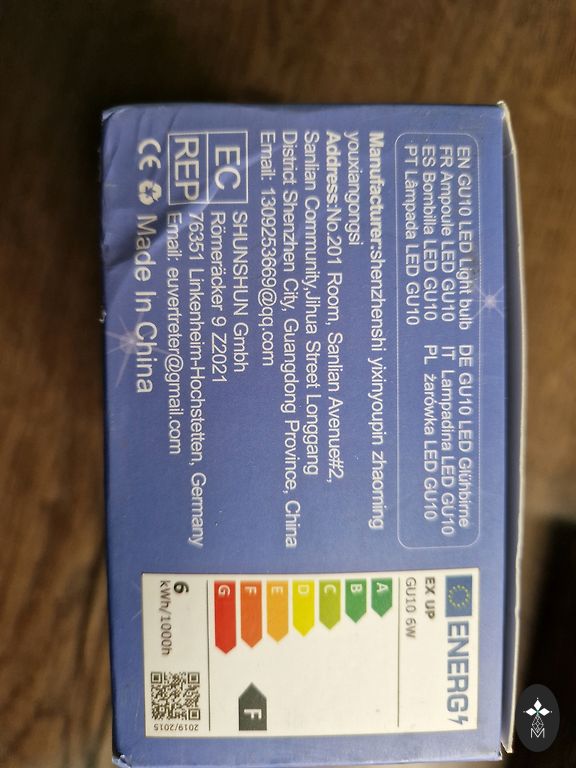 EN GU10 LED Light bulb
FR Ampoule LED GU10
ES Bombilla LED GU10
PT Lâmpada LED GU10
DE GU10 LED Glühbirne
IT Lampadina LED GU10
PL żarówka LED GU10
Manufacturer:shenzhenshi yixinyoupin zhaoming
youxiangongsi
Address:No.201 Room, Sanlian Avenue#2,
Sanlian Community,Jihua Street Longgang
District Shenzhen City, Guangdong Province, China
Email: 1309253669@qq.com
EC
REP
SHUNSHUN GmbH
Römeräcker 9 Z2021
76351 Linkenheim-Hochstetten, Germany
Email: euvertreter@gmail.com
CE
Made In China
ENERG
EX UP
GU10 6W
A
B
C
D
E
F
G
F
6
kWh/1000h
2019/2015
M